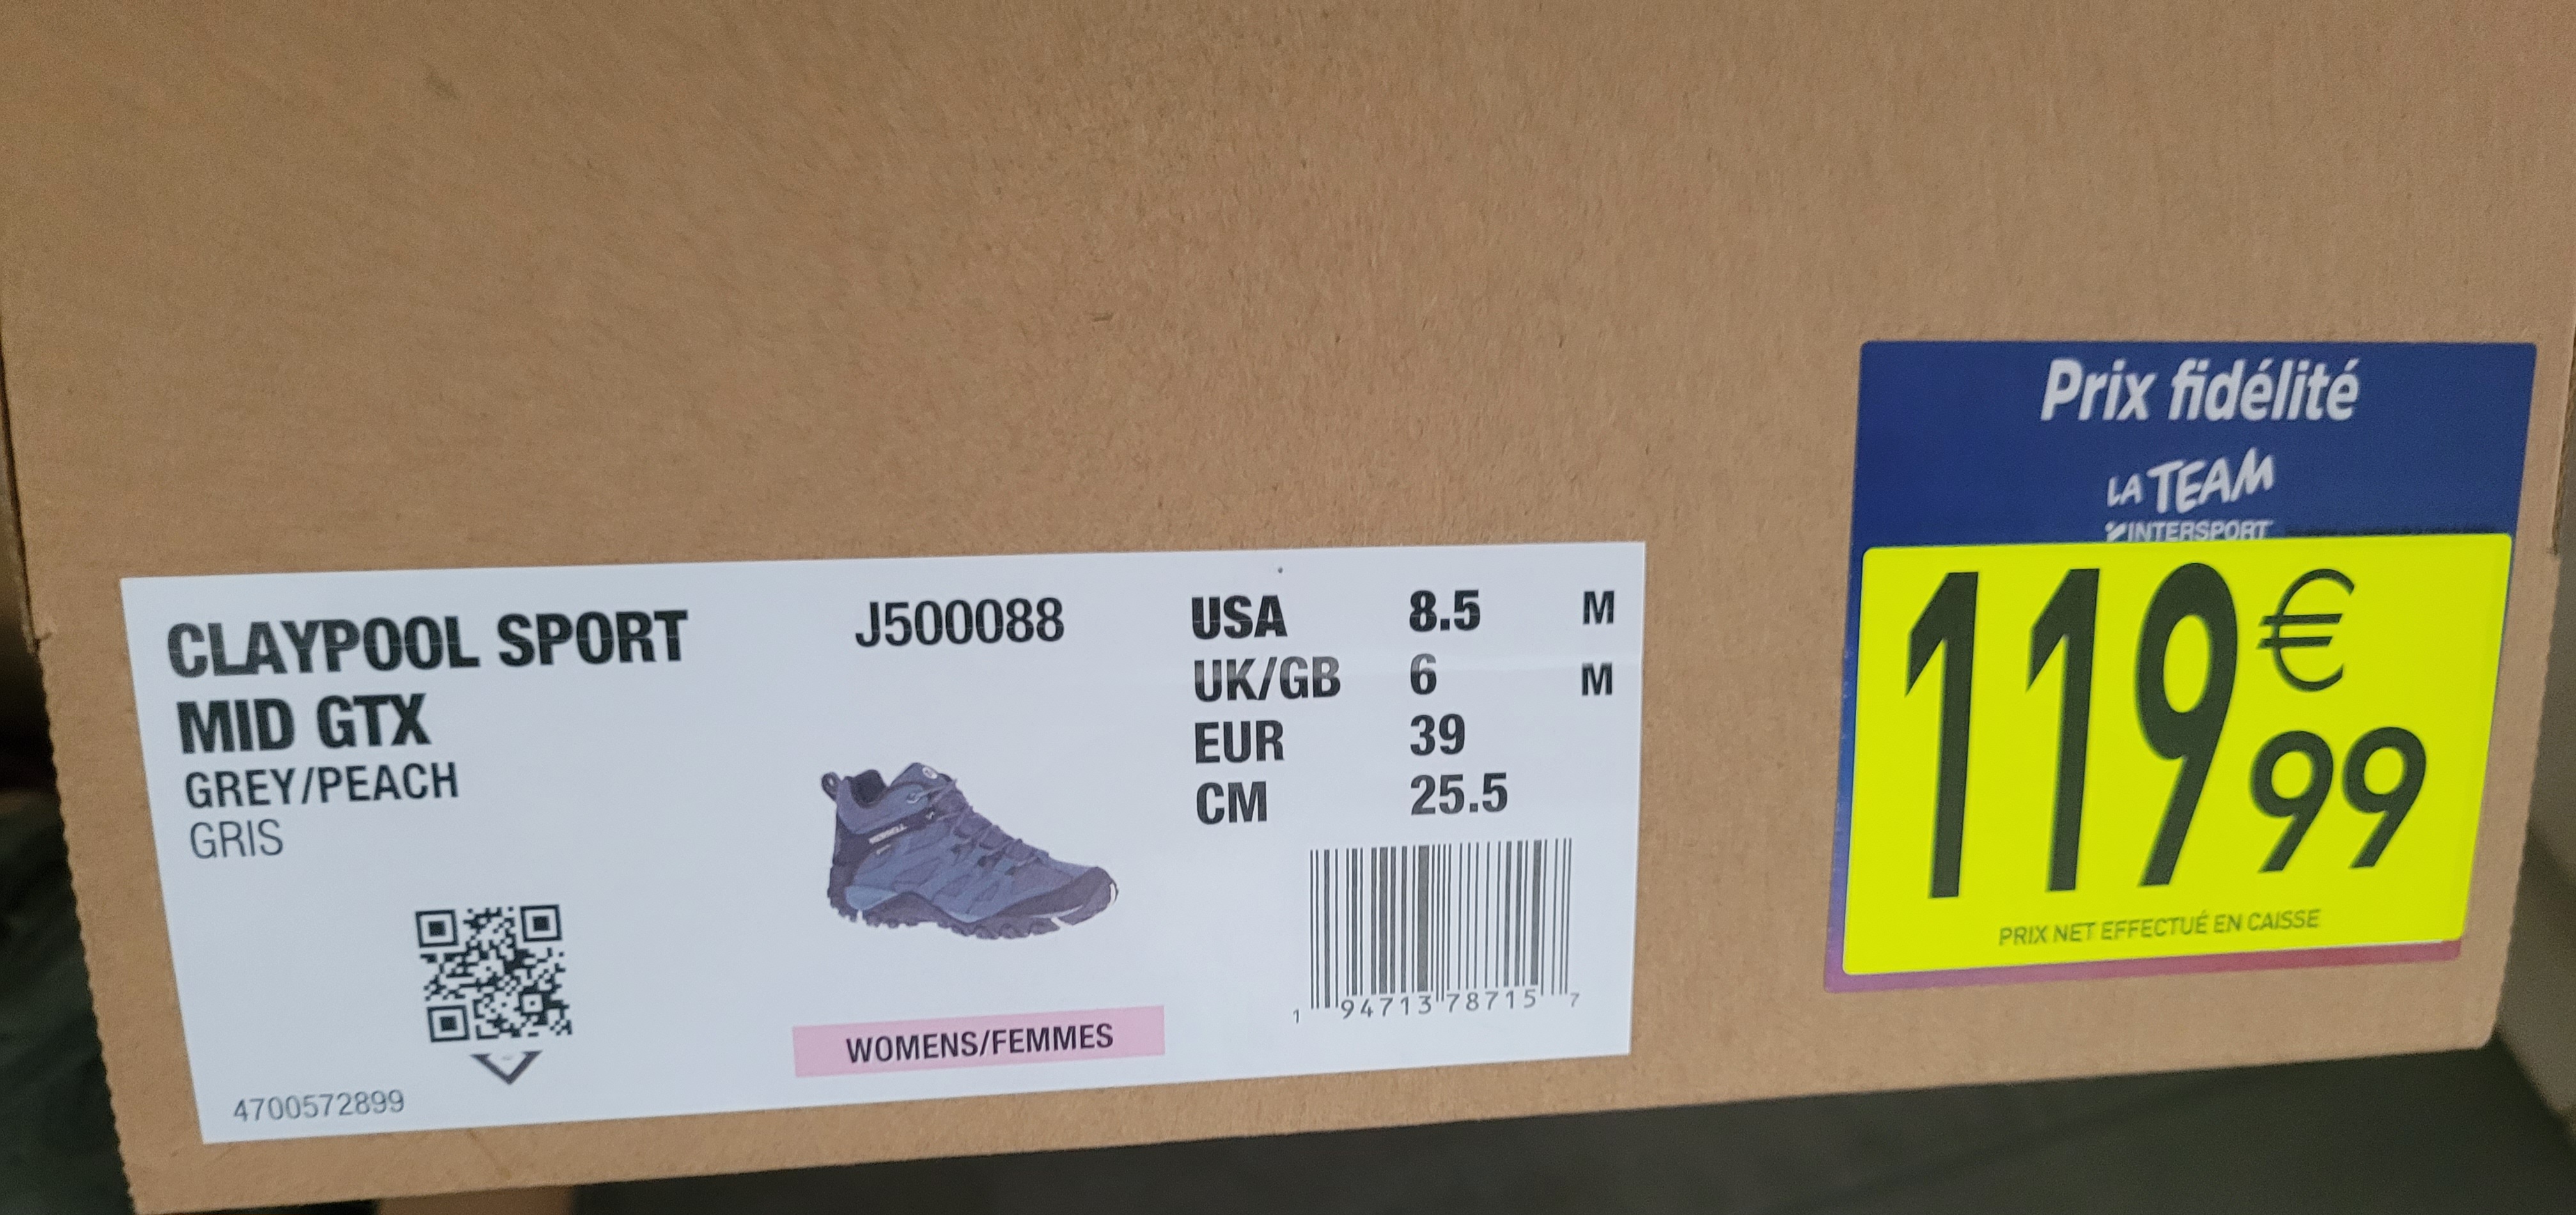 CLAYPOOL SPORT
MID GTX
GREY/PEACH
GRIS
4700572899
J500088
MERRELL
WOMENS/FEMMES
USA 8.5 M
UK/GB 6 M
EUR 39
CM 25.5
1 94713 78715 7
Prix fidélité
LA TEAM
INTERSPORT
119€99
PRIX NET EFFECTUÉ EN CAISSE